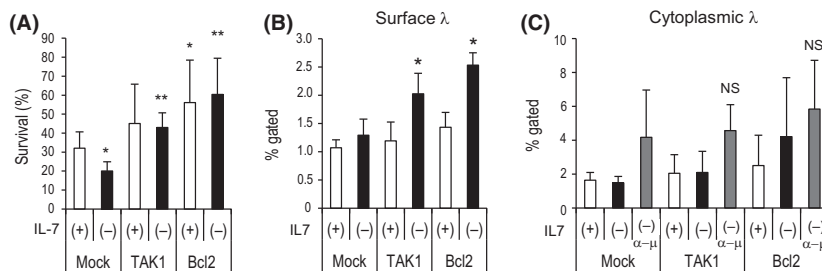 (A)
Survival (%)
90
80
70
60
50
40
30
20
10
0
* ** * **
IL-7 (+) (−) (+) (−) (+) (−)
Mock TAK1 Bcl2
(B)
Surface λ
% gated
3.0
2.5
2.0
1.5
1.0
0.5
0.0
* *
IL7 (+) (−) (+) (−) (+) (−)
Mock TAK1 Bcl2
(C)
Cytoplasmic λ
% gated
10
8
6
4
2
0
NS NS
IL7 (+) (−) (−) (+) (−) (−) (+) (−) (−)
α−μ α−μ α−μ
Mock TAK1 Bcl2